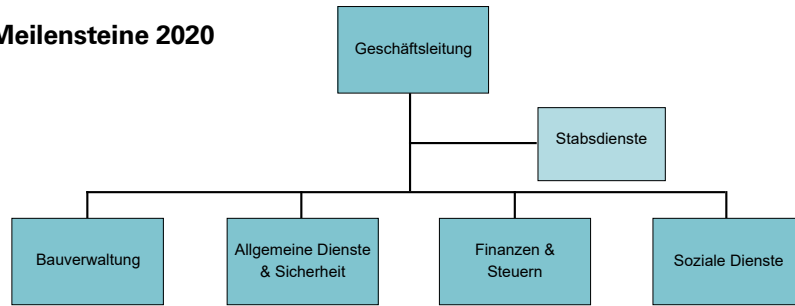 Meilensteine 2020
Geschäftsleitung
Stabsdienste
Bauverwaltung
Allgemeine Dienste
& Sicherheit
Finanzen &
Steuern
Soziale Dienste